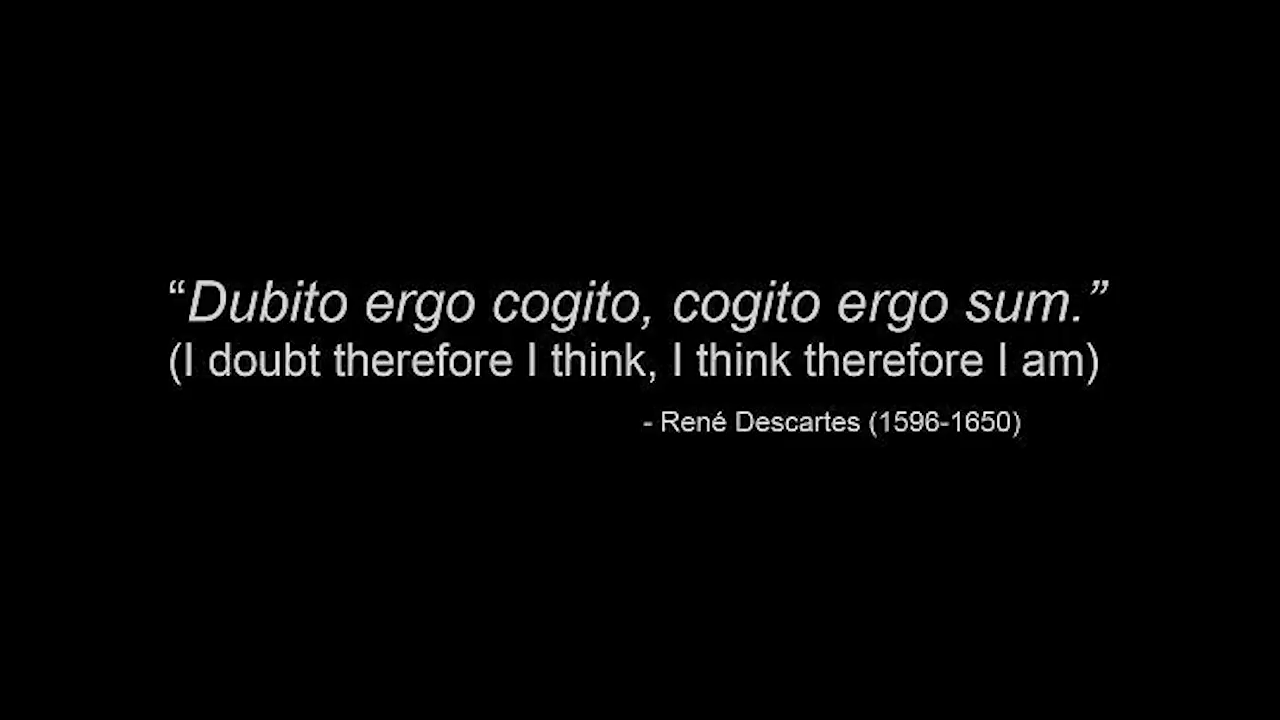 “Dubito ergo cogito, cogito ergo sum.”
(I doubt therefore I think, I think therefore I am)
- René Descartes (1596-1650)